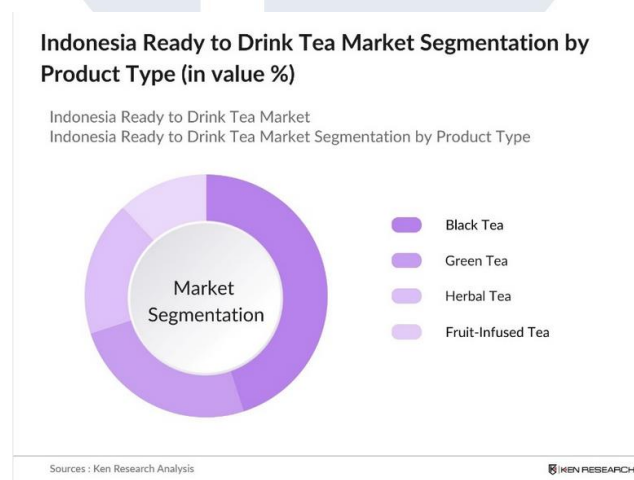 Indonesia Ready to Drink Tea Market Segmentation by
Product Type (in value %)
Indonesia Ready to Drink Tea Market
Indonesia Ready to Drink Tea Market Segmentation by Product Type
Market
Segmentation
Black Tea
Green Tea
Herbal Tea
Fruit-Infused Tea
Sources : Ken Research Analysis
KEN RESEARCH